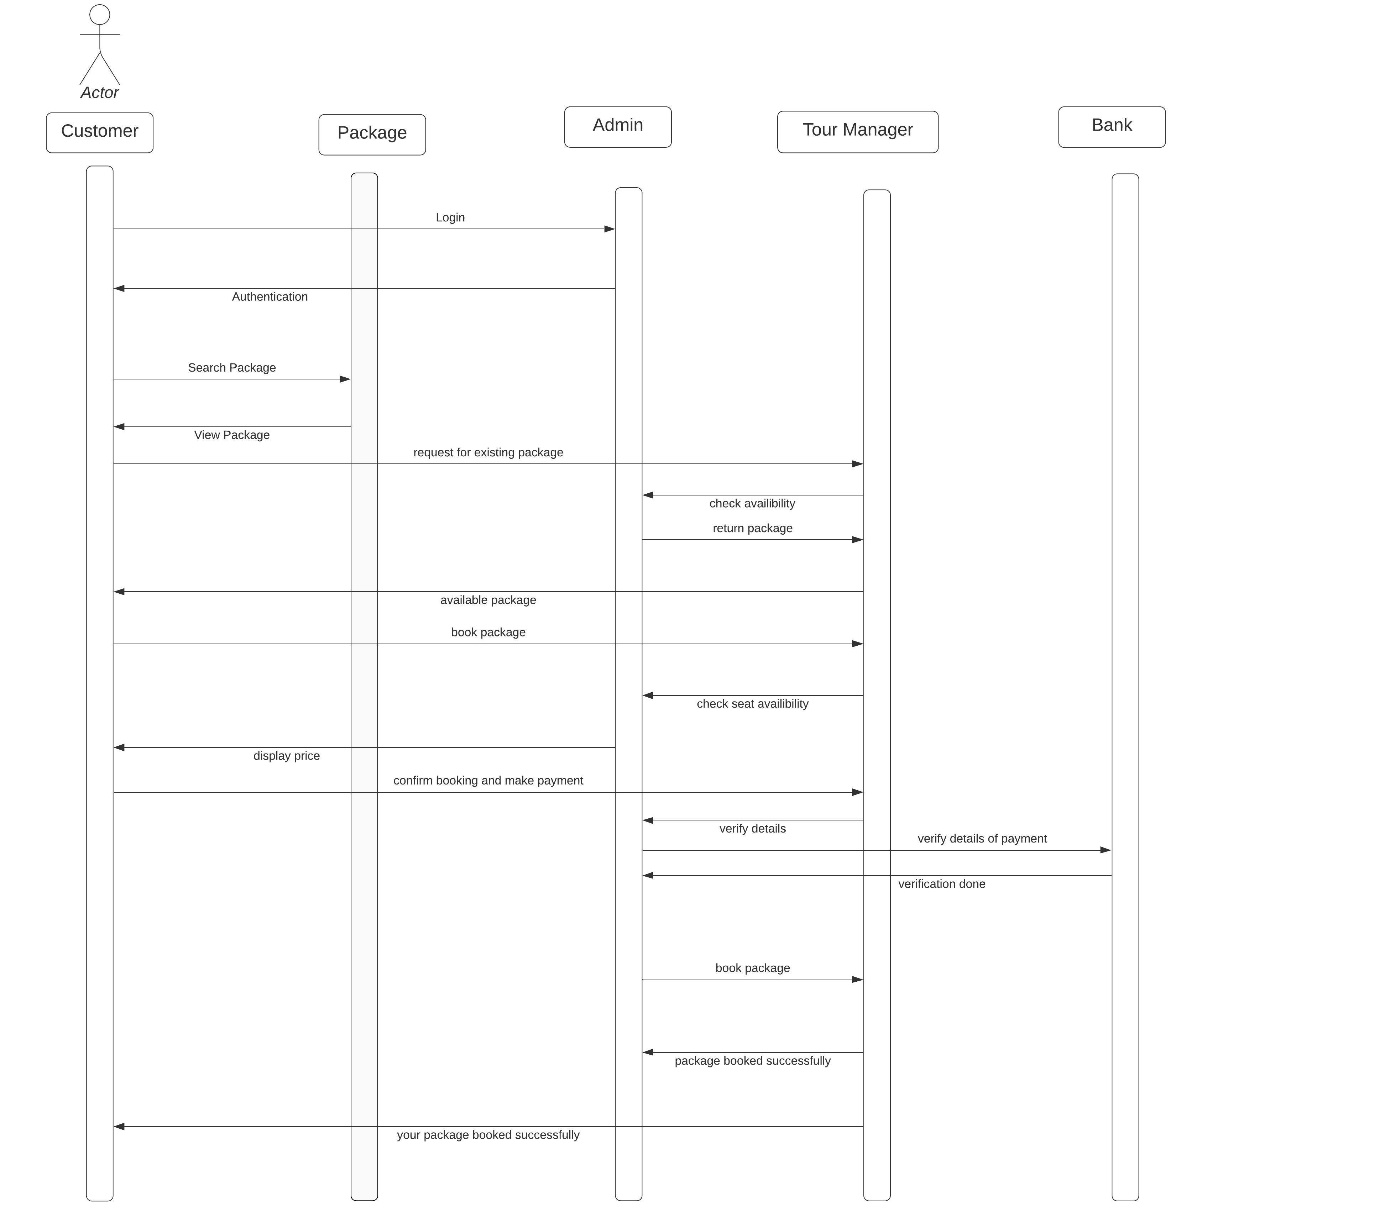 Actor
Customer
Package
Admin
Tour Manager
Bank
Login
Authentication
Search Package
View Package
request for existing package
check availibility
return package
available package
book package
check seat availibility
display price
confirm booking and make payment
verify details
verify details of payment
verification done
book package
package booked successfully
your package booked successfully